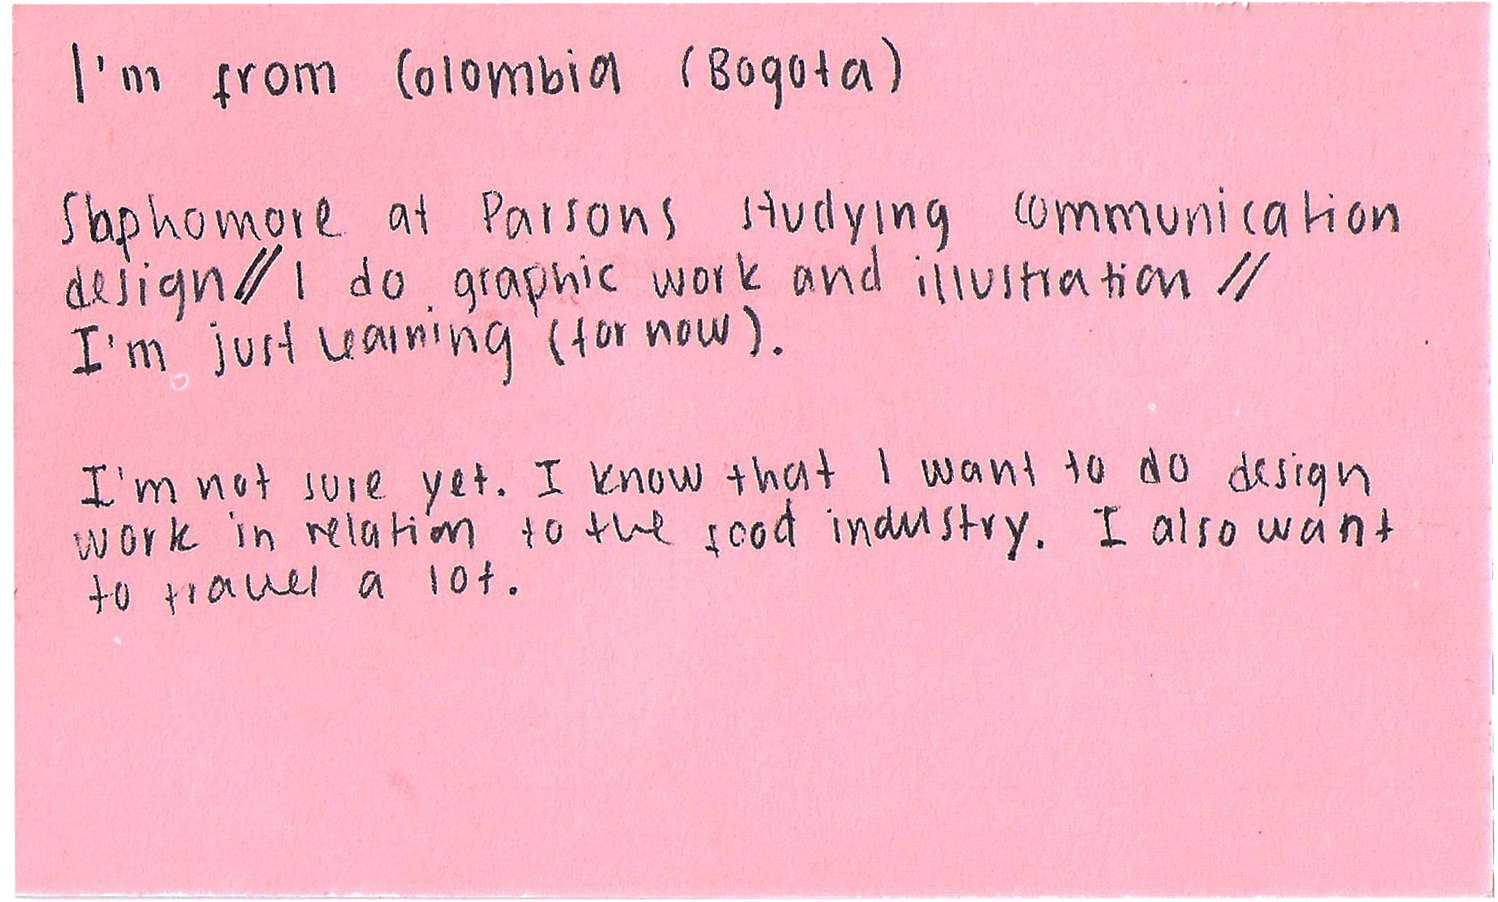 I'm from Colombia (Bogota)
Sophomore at Parsons studying communication
design// I do graphic work and illustration //
I'm just learning (for now).
I'm not sure yet. I know that I want to do design
work in relation to the food industry. I also want
to travel a lot.